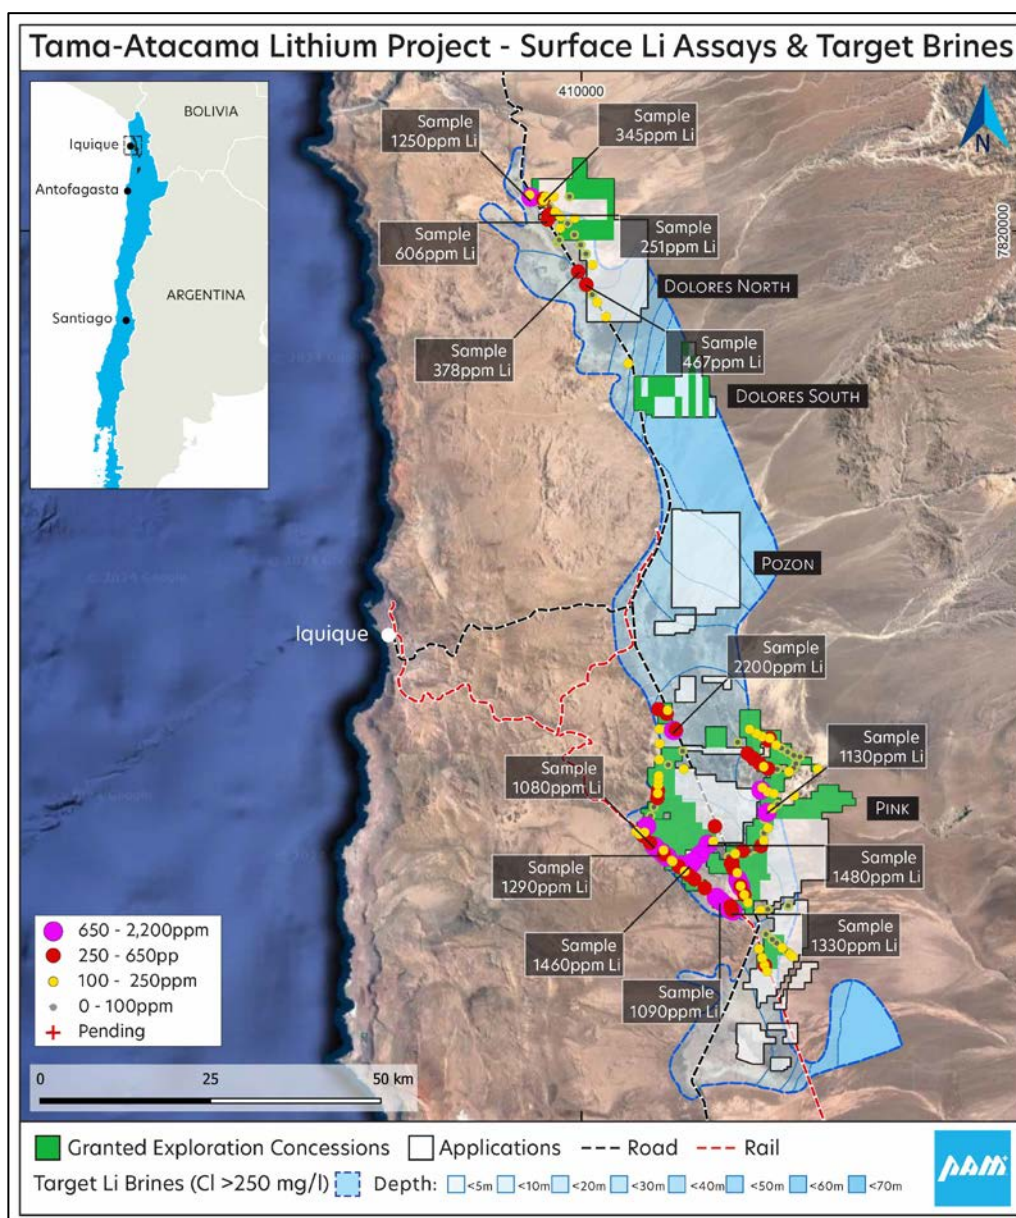 Tama-Atacama Lithium Project - Surface Li Assays & Target Brines
410000
7820000
N
BOLIVIA
Iquique
Antofagasta
ARGENTINA
Santiago
Sample
1250ppm Li
Sample
345ppm Li
Sample
606ppm Li
Sample
251ppm Li
DOLORES NORTH
Sample
378ppm Li
Sample
467ppm Li
DOLORES SOUTH
POZON
Iquique
Sample
2200ppm Li
Sample
1130ppm Li
Sample
1080ppm Li
PINK
Sample
1290ppm Li
Sample
1480ppm Li
Sample
1460ppm Li
Sample
1330ppm Li
Sample
1090ppm Li
650 - 2,200ppm
250 - 650pp
100 - 250ppm
0 - 100ppm
Pending
0 25 50 km
Granted Exploration Concessions Applications Road Rail
Target Li Brines (Cl >250 mg/l) Depth: <5m <10m <20m <30m <40m <50m <60m <70m
PAM